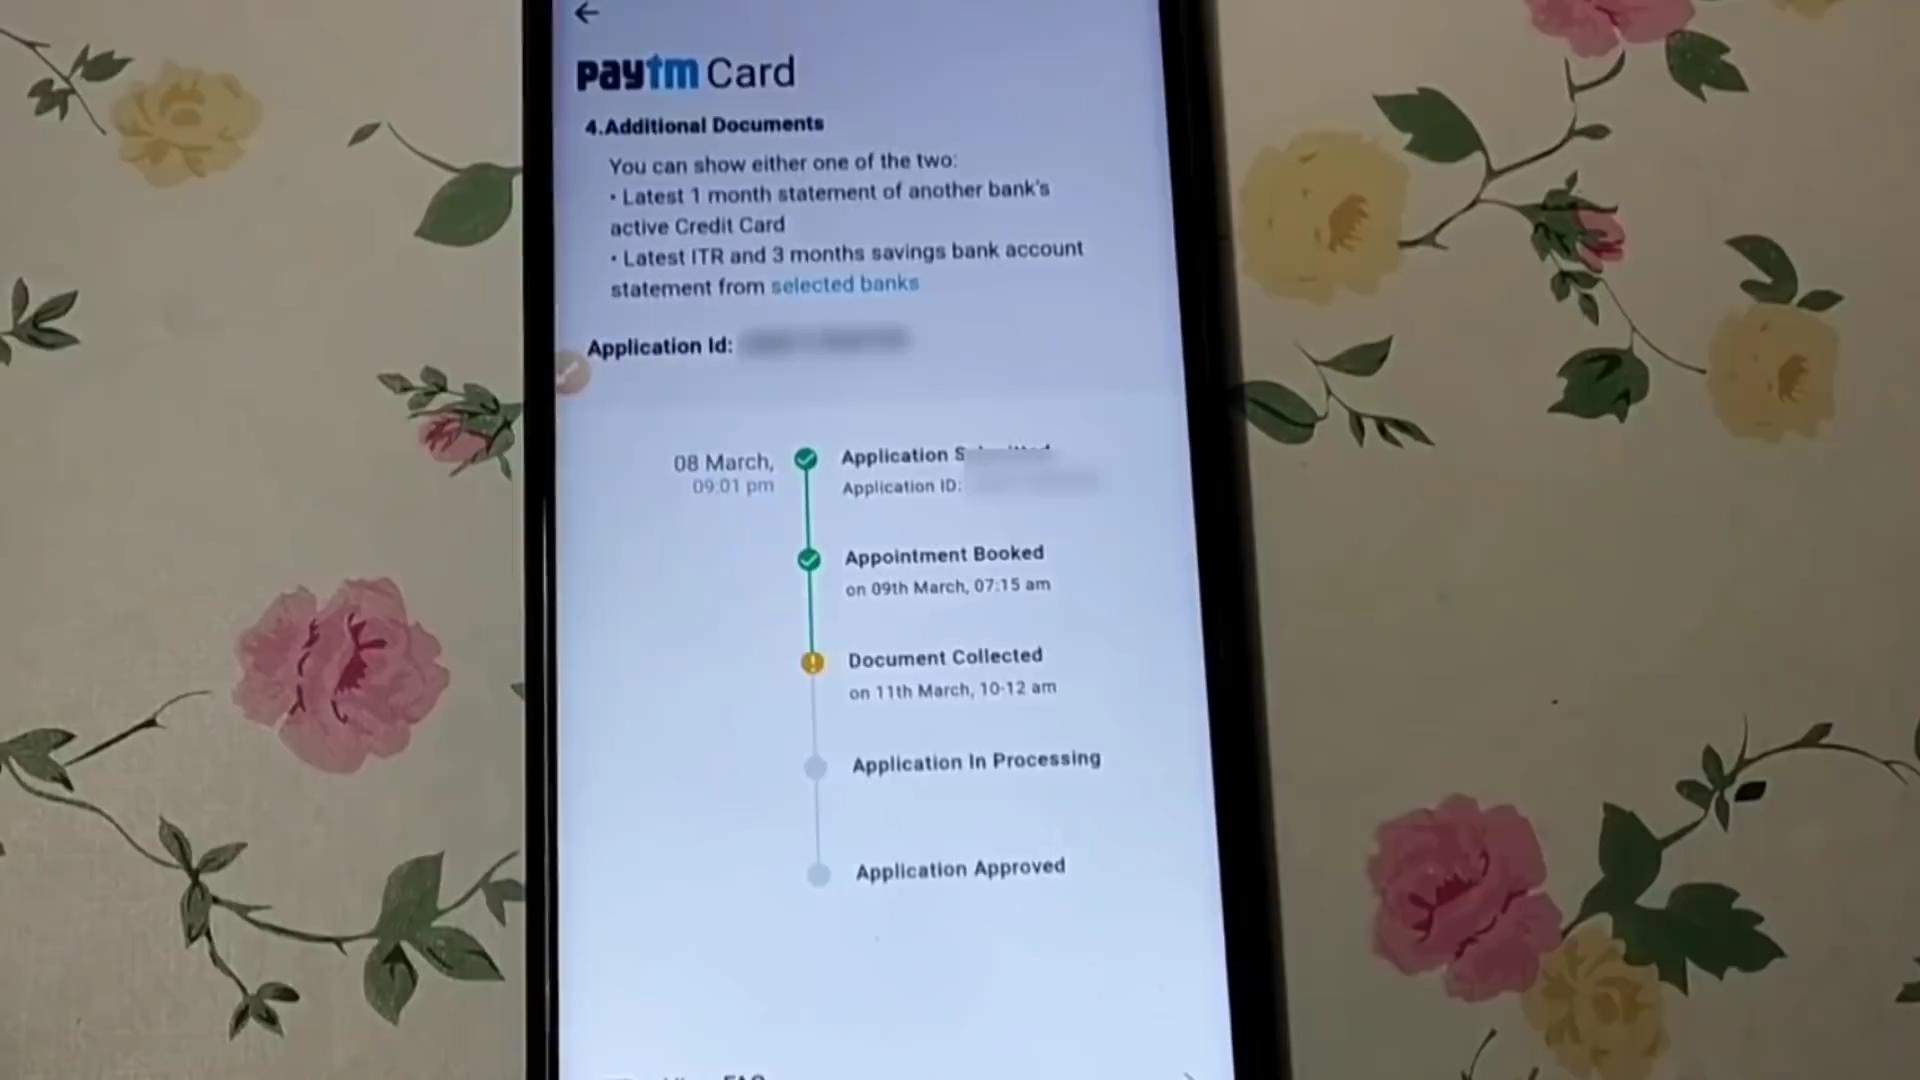 paytm Card
4.Additional Documents
You can show either one of the two:
• Latest 1 month statement of another bank's
active Credit Card
• Latest ITR and 3 months savings bank account
statement from selected banks
Application Id:
08 March,
09:01 pm
Application
Application ID:
Appointment Booked
on 09th March, 07:15 am
Document Collected
on 11th March, 10-12 am
Application In Processing
Application Approved